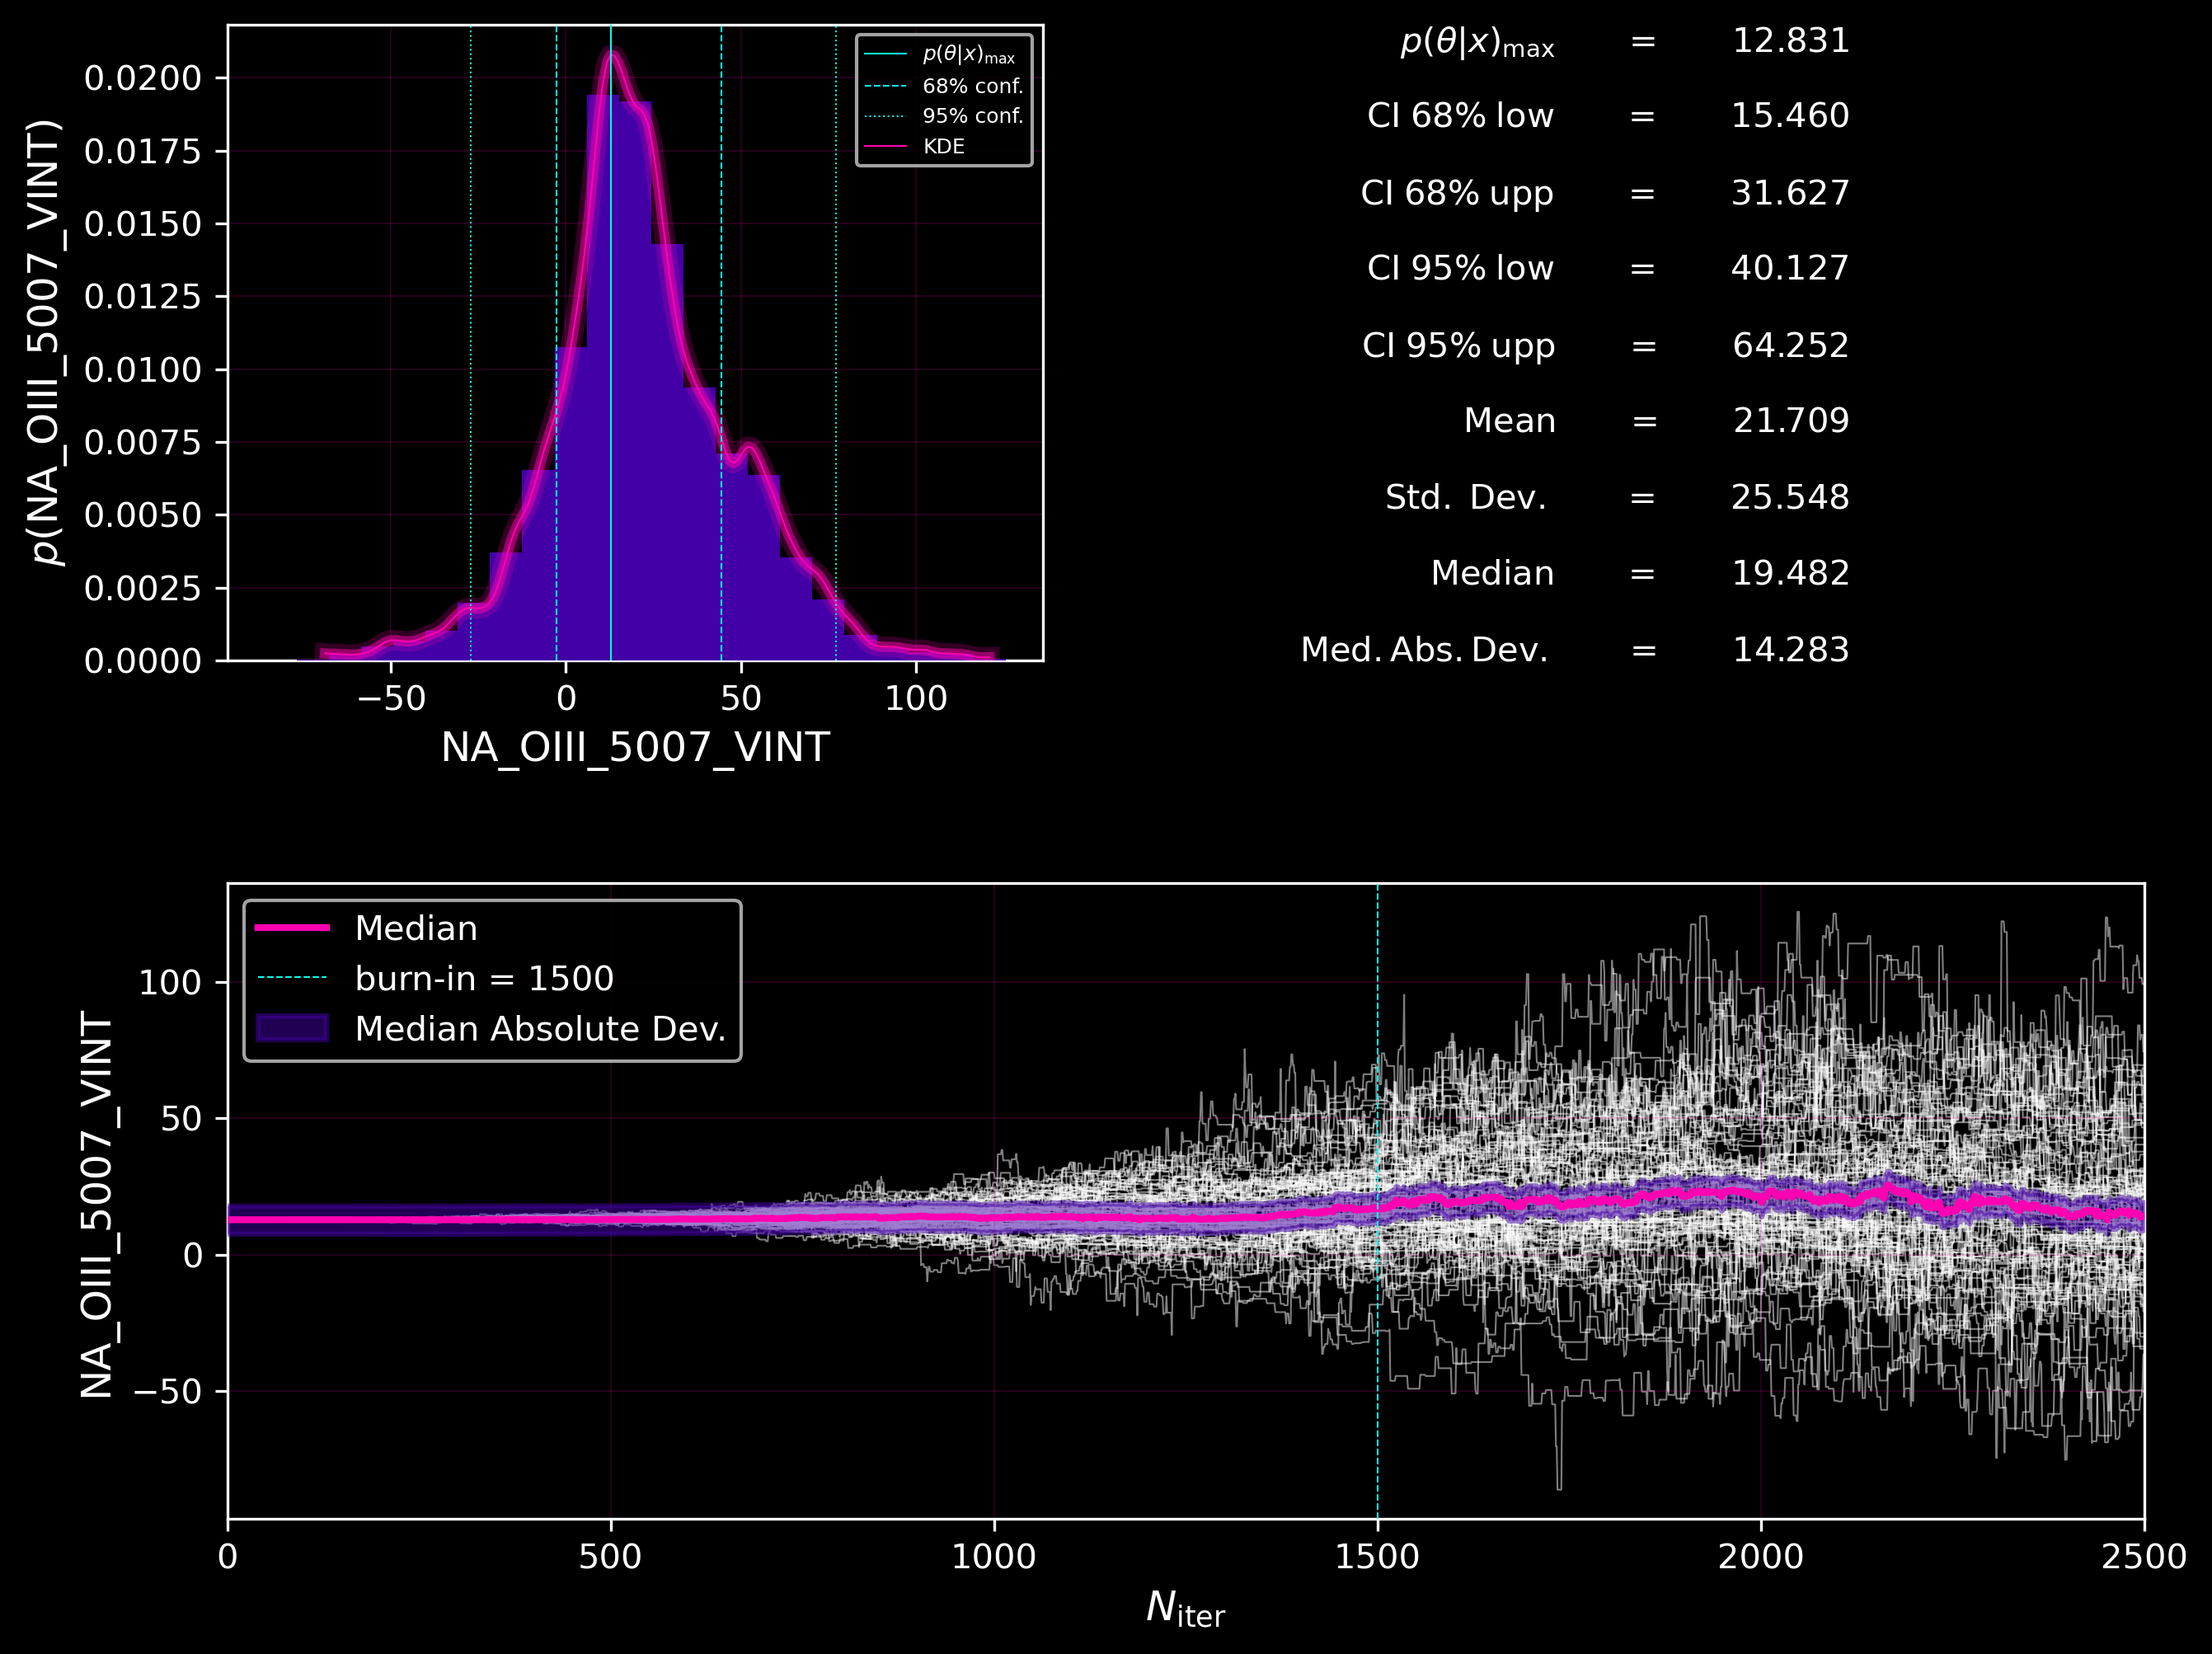 p(NA_OIII_5007_VINT)
0.0200
0.0175
0.0150
0.0125
0.0100
0.0075
0.0050
0.0025
0.0000
−50 0 50 100
NA_OIII_5007_VINT
p(θ|x)max
68% conf.
95% conf.
KDE
p(θ|x)max = 12.831
CI 68% low = 15.460
CI 68% upp = 31.627
CI 95% low = 40.127
CI 95% upp = 64.252
Mean = 21.709
Std. Dev. = 25.548
Median = 19.482
Med. Abs. Dev. = 14.283
NA_OIII_5007_VINT
100
50
0
−50
Median
burn-in = 1500
Median Absolute Dev.
0 500 1000 1500 2000 2500
Niter